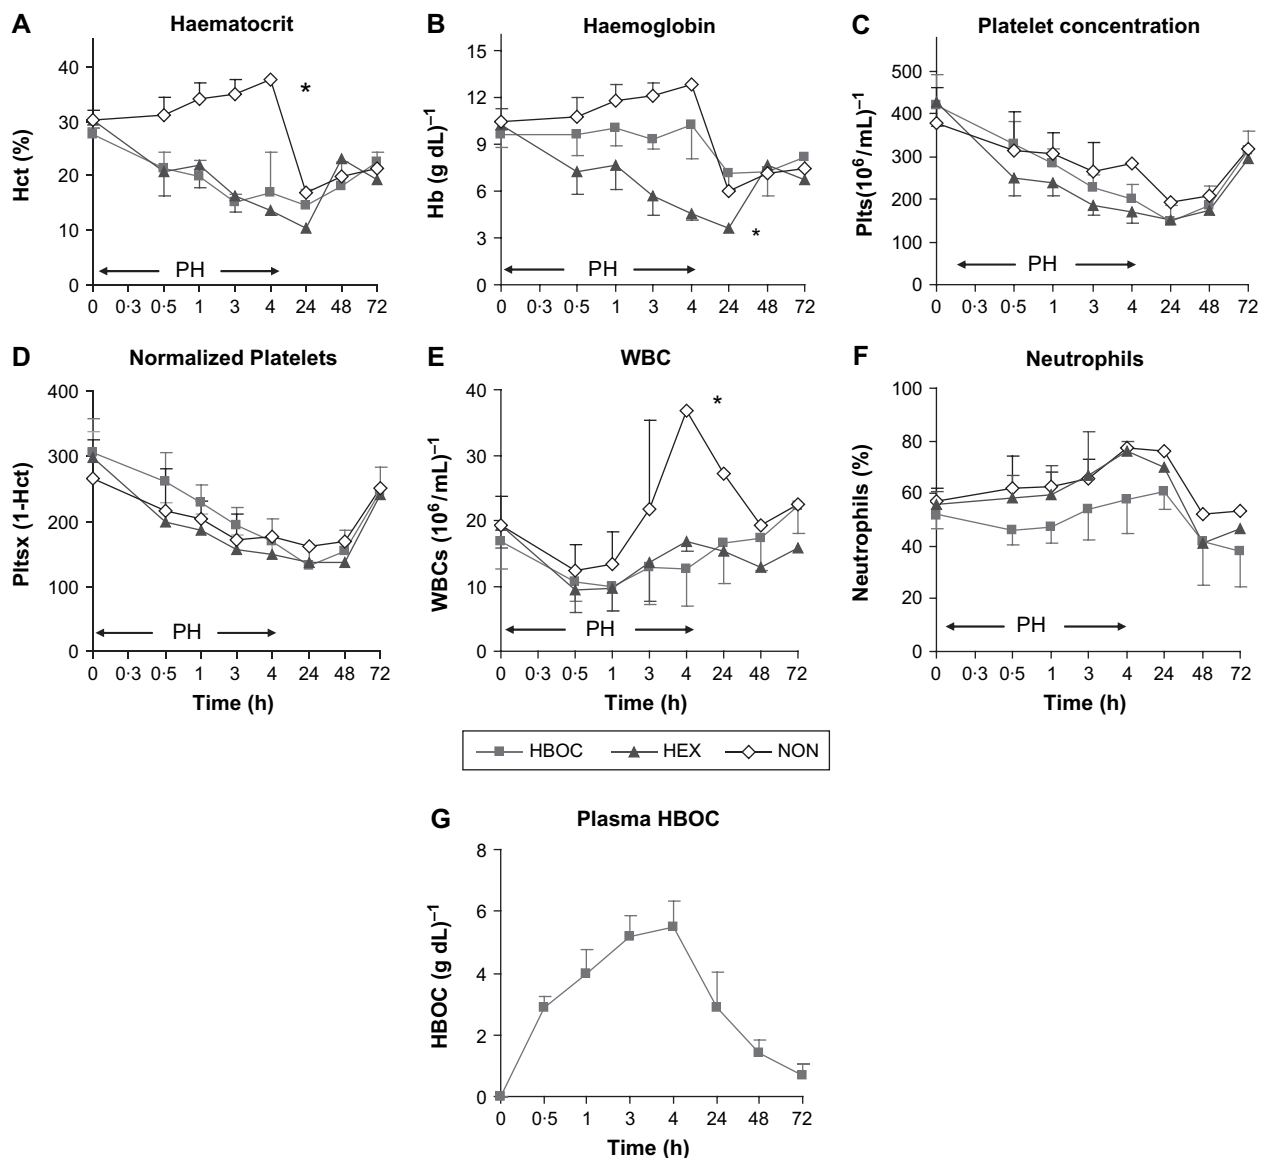 A Haematocrit
Hct (%)
40
30
20
10
0
*
PH
0 0·3 0·5 1 3 4 24 48 72
B Haemoglobin
Hb (g dL)⁻¹
15
12
9
6
3
0
*
PH
0 0·3 0·5 1 3 4 24 48 72
C Platelet concentration
Plts(10⁶/mL)⁻¹
500
400
300
200
100
0
PH
0 0·3 0·5 1 3 4 24 48 72
D Normalized Platelets
Pltsx (1-Hct)
400
300
200
100
0
PH
0 0·3 0·5 1 3 4 24 48 72
Time (h)
E WBC
WBCs (10⁶/mL)⁻¹
40
30
20
10
0
*
PH
0 0·3 0·5 1 3 4 24 48 72
Time (h)
F Neutrophils
Neutrophils (%)
100
80
60
40
20
0
PH
0 0·3 0·5 1 3 4 24 48 72
Time (h)
HBOC HEX NON
G Plasma HBOC
HBOC (g dL)⁻¹
8
6
4
2
0
0 0·5 1 3 4 24 48 72
Time (h)